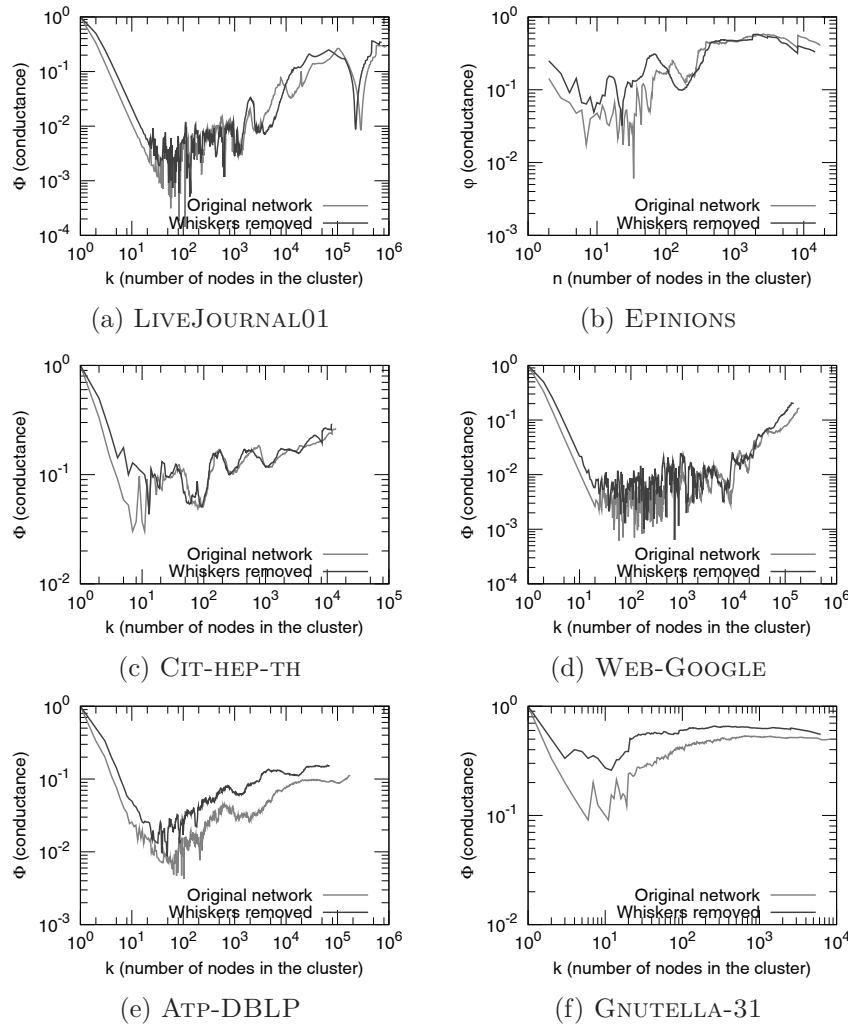 10^0
10^-1
10^-2
10^-3
10^-4
Φ (conductance)
Original network
Whiskers removed
10^0 10^1 10^2 10^3 10^4 10^5 10^6
k (number of nodes in the cluster)
(a) LIVEJOURNAL01
10^0
10^-1
10^-2
10^-3
φ (conductance)
Original network
Whiskers removed
10^0 10^1 10^2 10^3 10^4
n (number of nodes in the cluster)
(b) EPINIONS
10^0
10^-1
10^-2
Φ (conductance)
Original network
Whiskers removed
10^0 10^1 10^2 10^3 10^4 10^5
k (number of nodes in the cluster)
(c) CIT-HEP-TH
10^0
10^-1
10^-2
10^-3
10^-4
Φ (conductance)
Original network
Whiskers removed
10^0 10^1 10^2 10^3 10^4 10^5 10^6
k (number of nodes in the cluster)
(d) WEB-GOOGLE
10^0
10^-1
10^-2
10^-3
Φ (conductance)
Original network
Whiskers removed
10^0 10^1 10^2 10^3 10^4 10^5 10^6
k (number of nodes in the cluster)
(e) ATP-DBLP
10^0
10^-1
10^-2
Φ (conductance)
Original network
Whiskers removed
10^0 10^1 10^2 10^3 10^4
k (number of nodes in the cluster)
(f) GNUTELLA-31